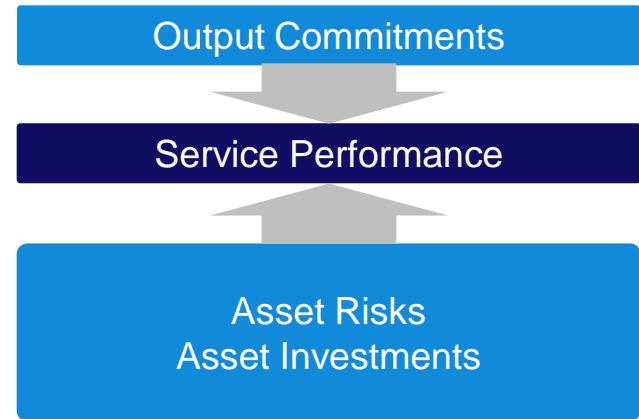 Output Commitments
Service Performance
Asset Risks
Asset Investments